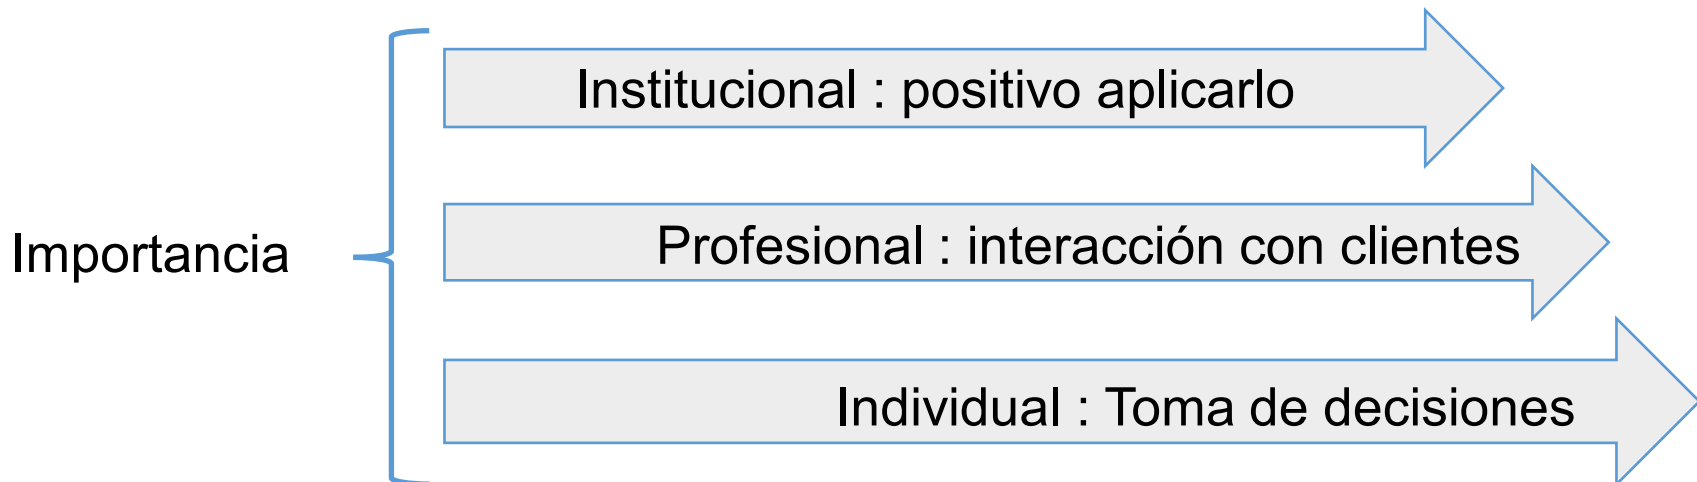 Institucional : positivo aplicarlo
Importancia
Profesional : interacción con clientes
Individual : Toma de decisiones